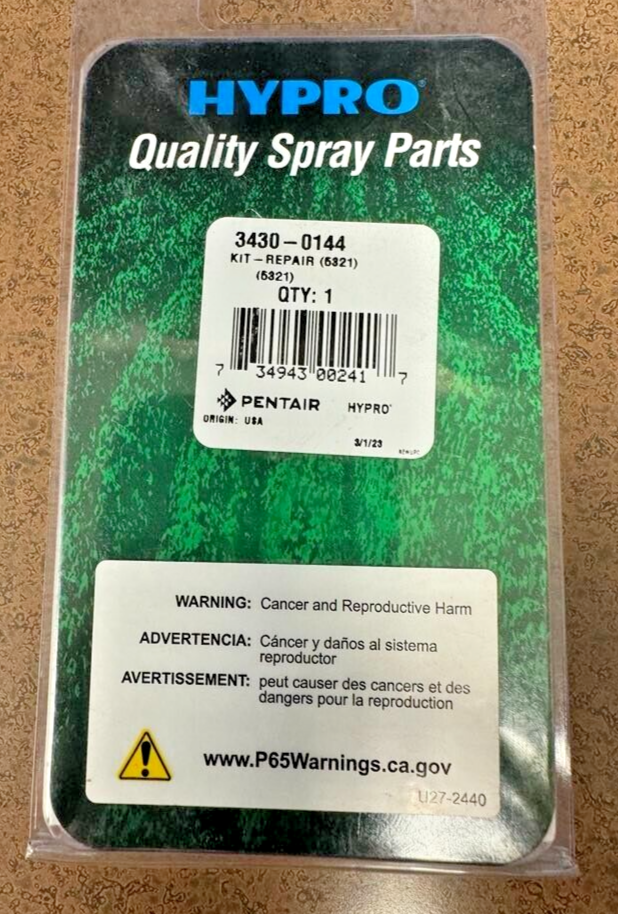 HYPRO®
Quality Spray Parts
3430-0144
KIT-REPAIR (5321)
(5321)
QTY: 1
7 34943 00241 7
PENTAIR HYPRO®
ORIGIN: USA
3/1/23
WARNING: Cancer and Reproductive Harm
ADVERTENCIA: Cáncer y daños al sistema
reproductor
AVERTISSEMENT: peut causer des cancers et des
dangers pour la reproduction
www.P65Warnings.ca.gov
LI27-2440